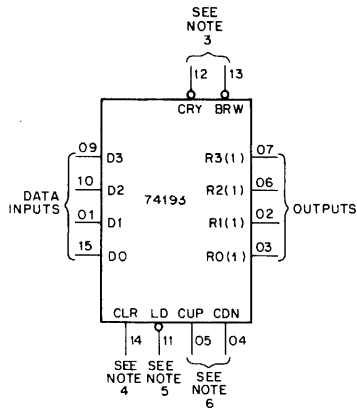 SEE
NOTE
3
12 13
CRY BRW
09 D3 R3(1) 07
10 D2 R2(1) 06
DATA
INPUTS
74193
OUTPUTS
01 D1 R1(1) 02
15 D0 R0(1) 03
CLR LD CUP CDN
14 11 05 04
SEE
NOTE
4
SEE
NOTE
5
SEE
NOTE
6